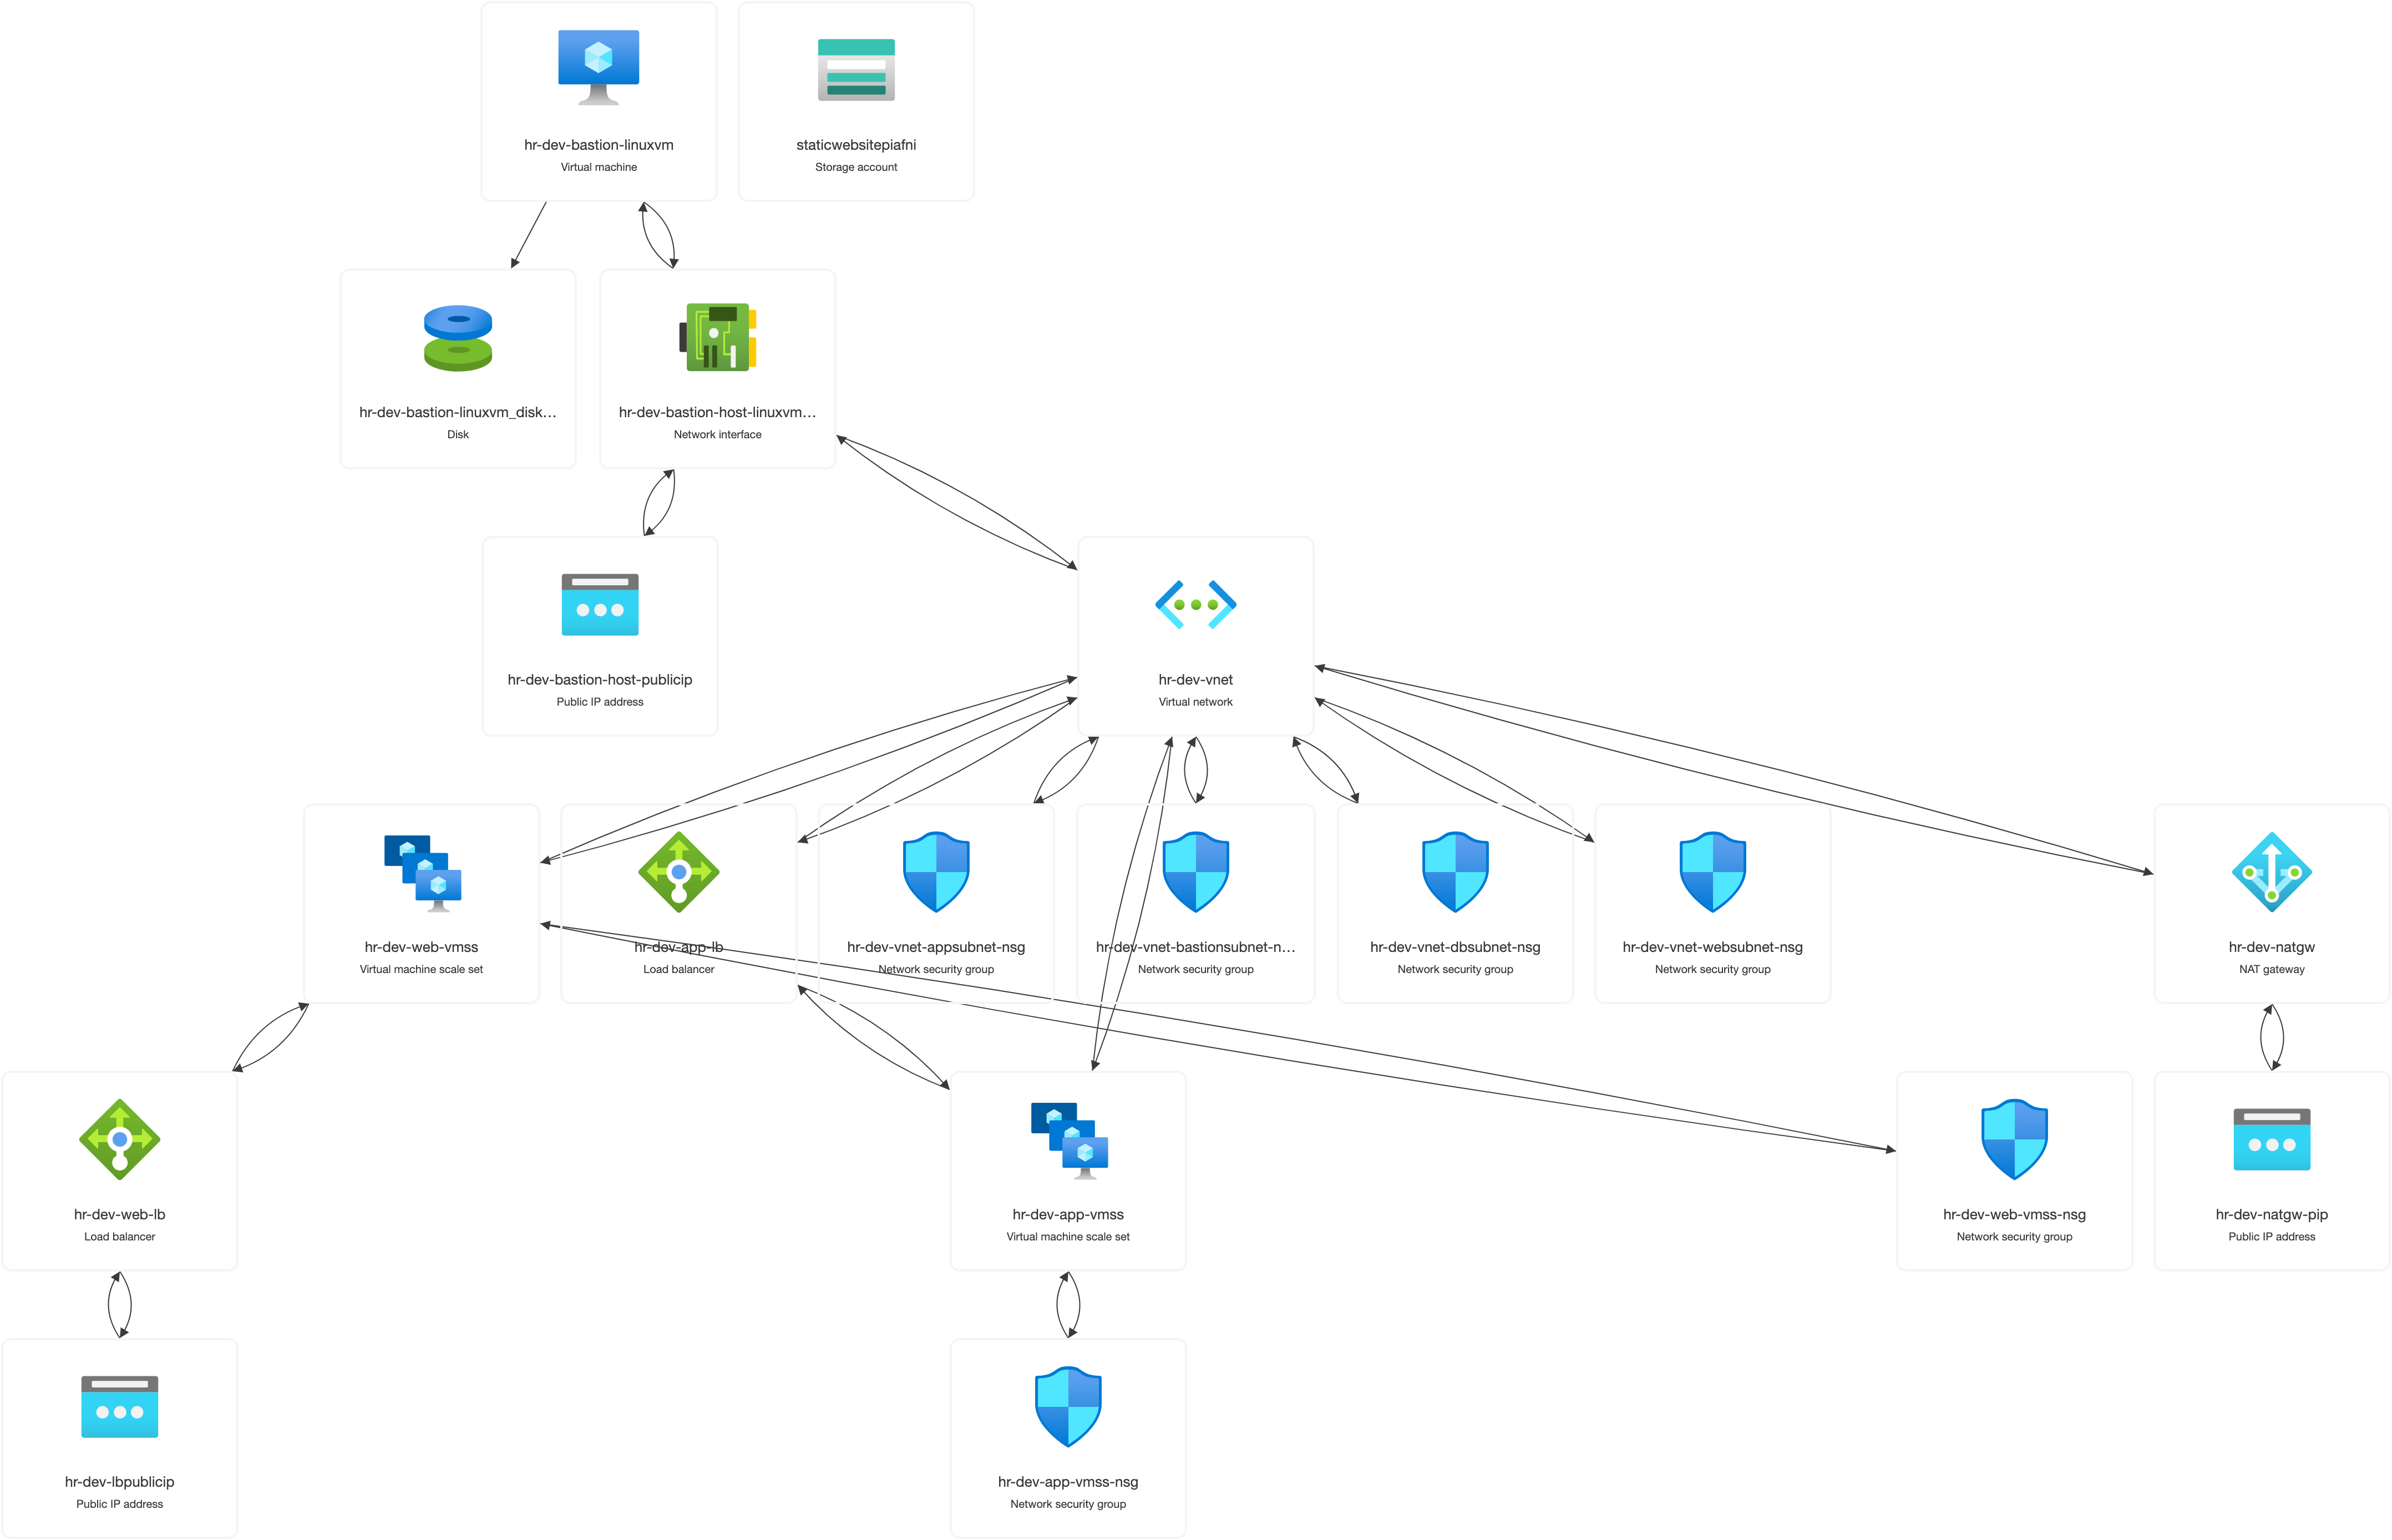 hr-dev-bastion-linuxvm
Virtual machine
staticwebsitepiafni
Storage account
hr-dev-bastion-linuxvm_disk...
Disk
hr-dev-bastion-host-linuxvm...
Network interface
hr-dev-bastion-host-publicip
Public IP address
hr-dev-vnet
Virtual network
hr-dev-web-vmss
Virtual machine scale set
hr-dev-app-lb
Load balancer
hr-dev-vnet-appsubnet-nsg
Network security group
hr-dev-vnet-bastionsubnet-n...
Network security group
hr-dev-vnet-dbsubnet-nsg
Network security group
hr-dev-vnet-websubnet-nsg
Network security group
hr-dev-natgw
NAT gateway
hr-dev-web-lb
Load balancer
hr-dev-app-vmss
Virtual machine scale set
hr-dev-web-vmss-nsg
Network security group
hr-dev-natgw-pip
Public IP address
hr-dev-lbpublicip
Public IP address
hr-dev-app-vmss-nsg
Network security group